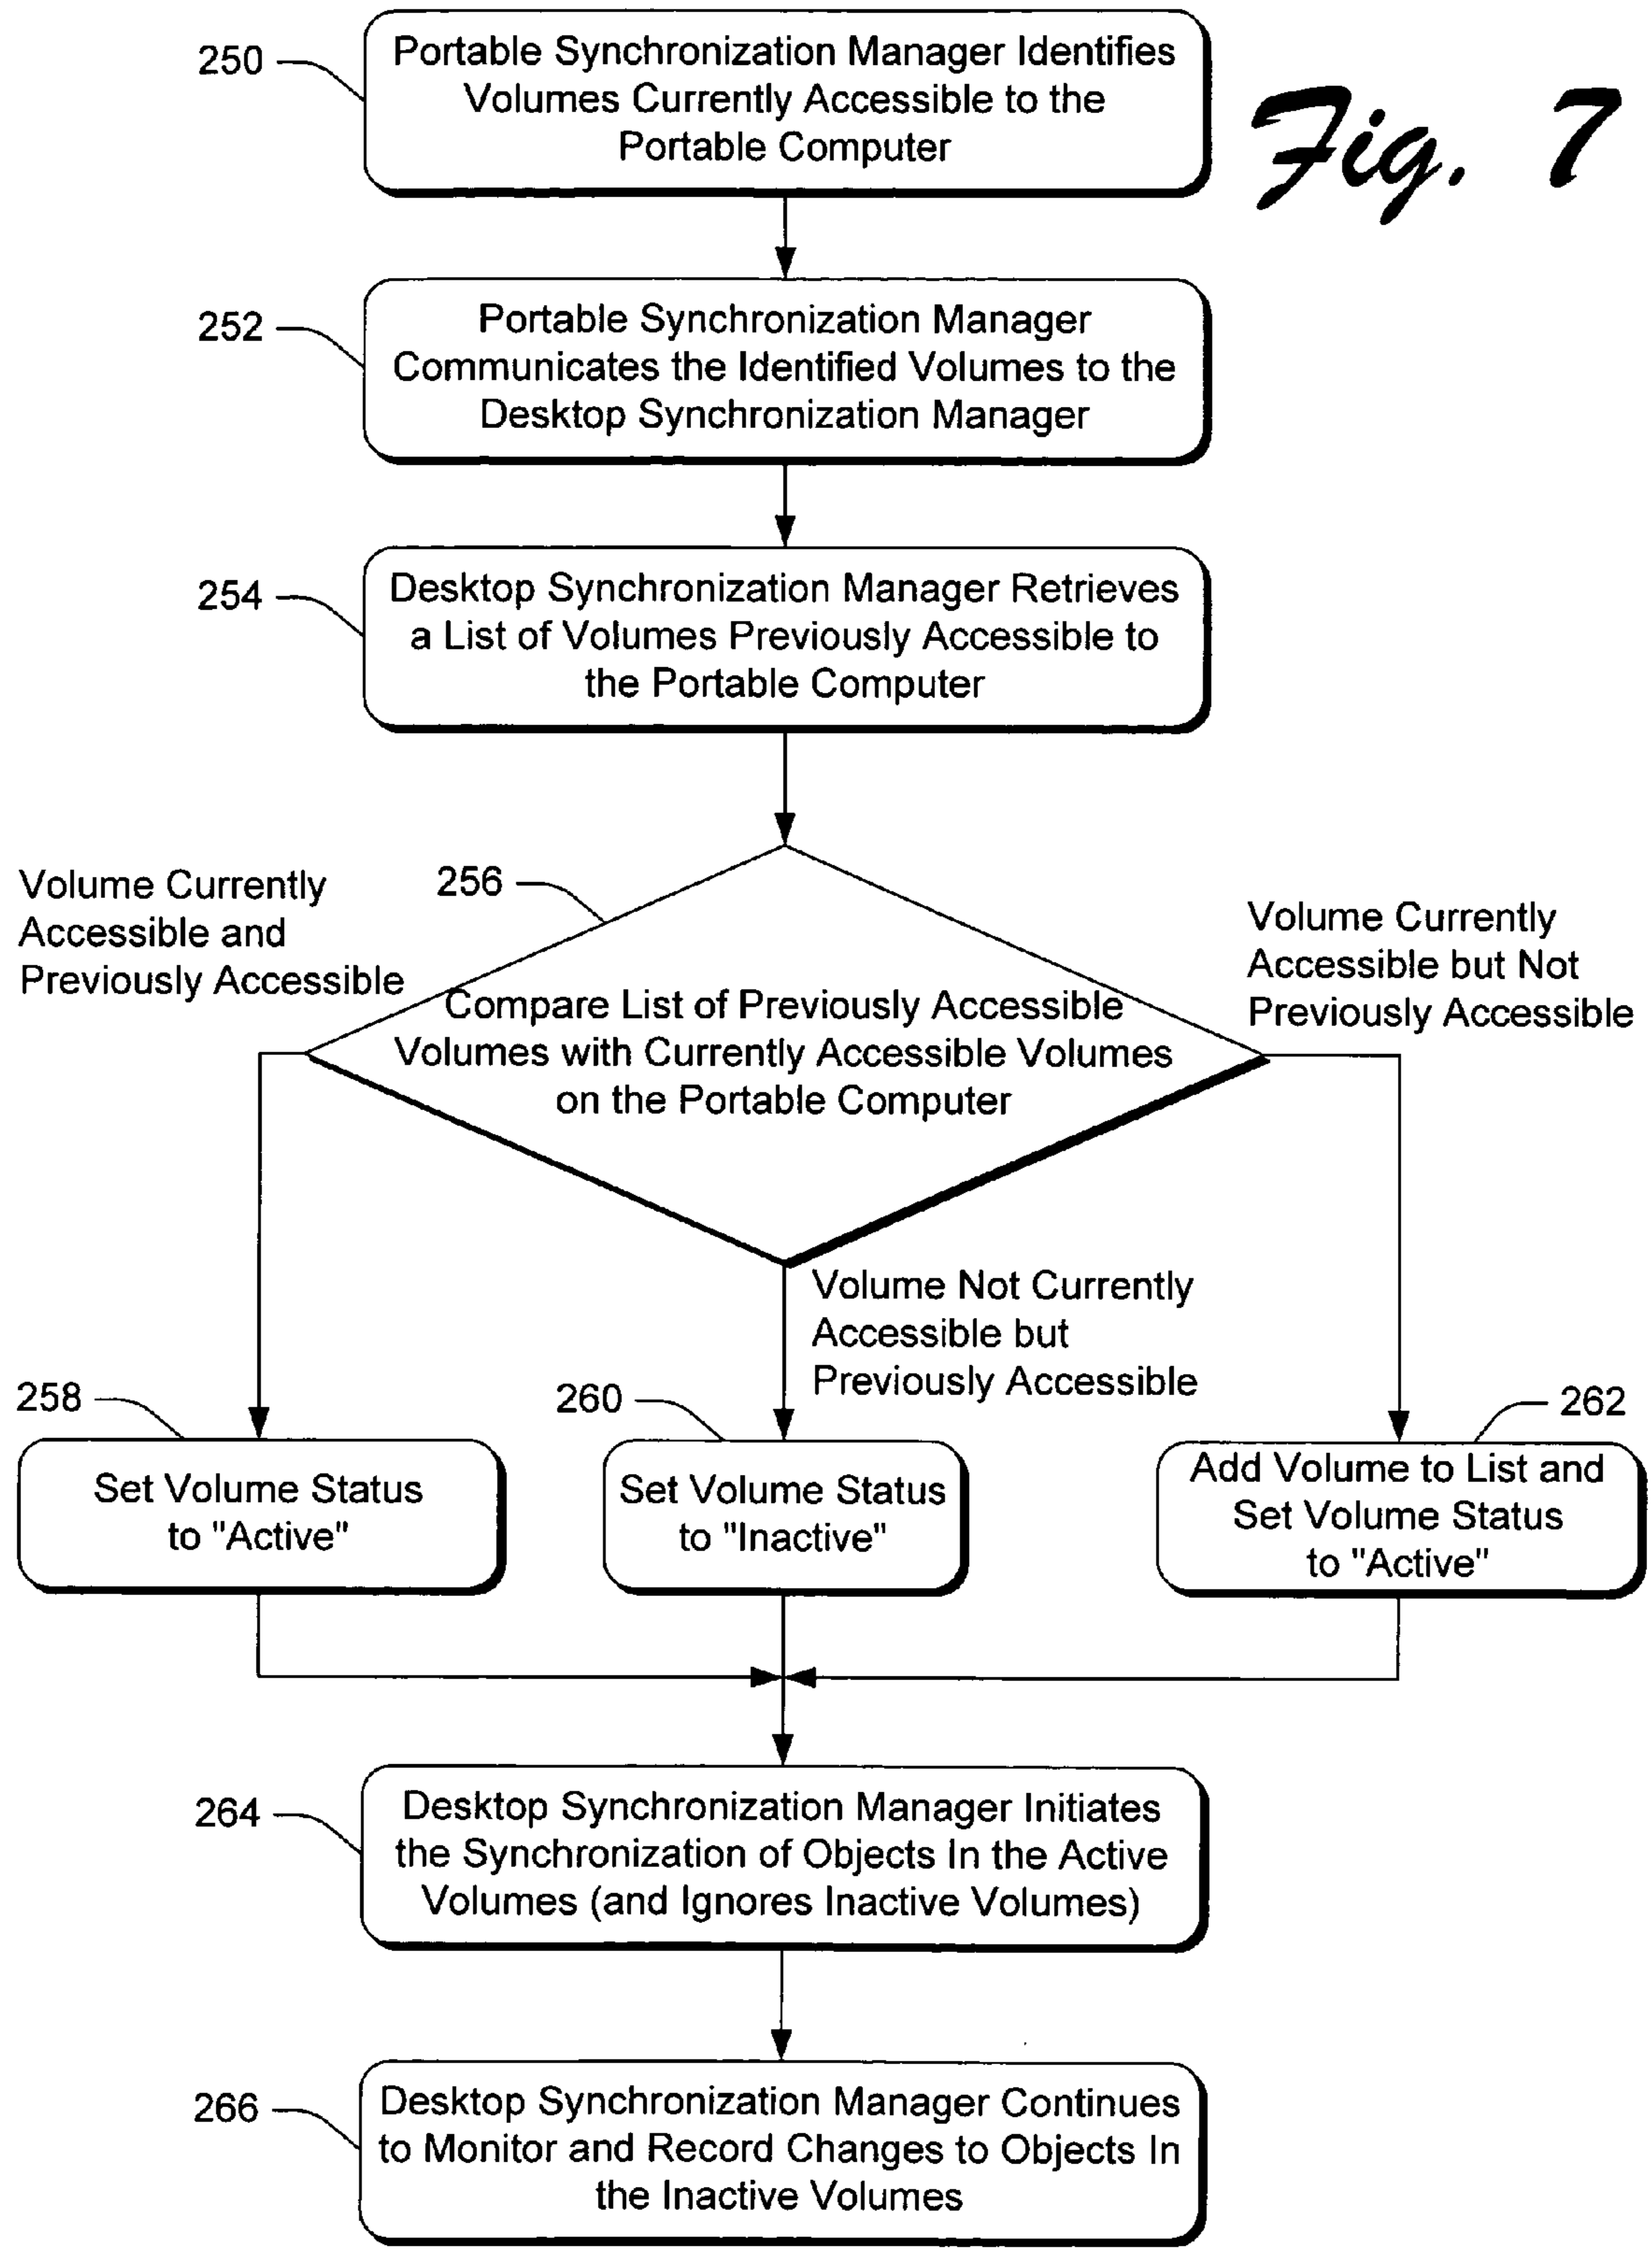 250
Portable Synchronization Manager Identifies
Volumes Currently Accessible to the
Portable Computer
Fig. 7
252
Portable Synchronization Manager
Communicates the Identified Volumes to the
Desktop Synchronization Manager
254
Desktop Synchronization Manager Retrieves
a List of Volumes Previously Accessible to
the Portable Computer
Volume Currently
Accessible and
Previously Accessible
256
Volume Currently
Accessible but Not
Previously Accessible
Compare List of Previously Accessible
Volumes with Currently Accessible Volumes
on the Portable Computer
Volume Not Currently
Accessible but
Previously Accessible
258
Set Volume Status
to "Active"
260
Set Volume Status
to "Inactive"
262
Add Volume to List and
Set Volume Status
to "Active"
264
Desktop Synchronization Manager Initiates
the Synchronization of Objects In the Active
Volumes (and Ignores Inactive Volumes)
266
Desktop Synchronization Manager Continues
to Monitor and Record Changes to Objects In
the Inactive Volumes